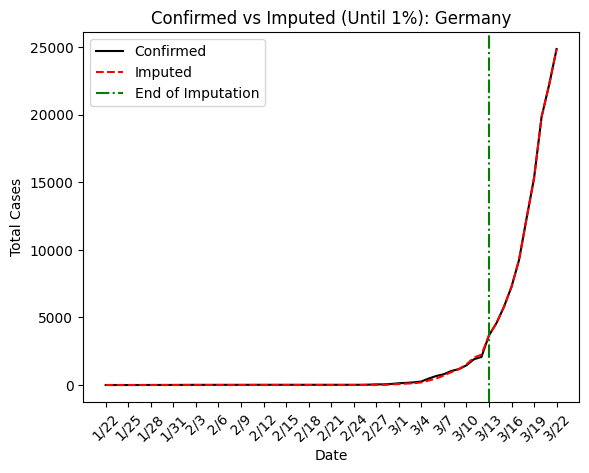 Confirmed vs Imputed (Until 1%): Germany
Confirmed
Imputed
End of Imputation
Total Cases
25000
20000
15000
10000
5000
0
1/22 1/25 1/28 1/31 2/3 2/6 2/9 2/12 2/15 2/18 2/21 2/24 2/27 3/1 3/4 3/7 3/10 3/13 3/16 3/19 3/22
Date